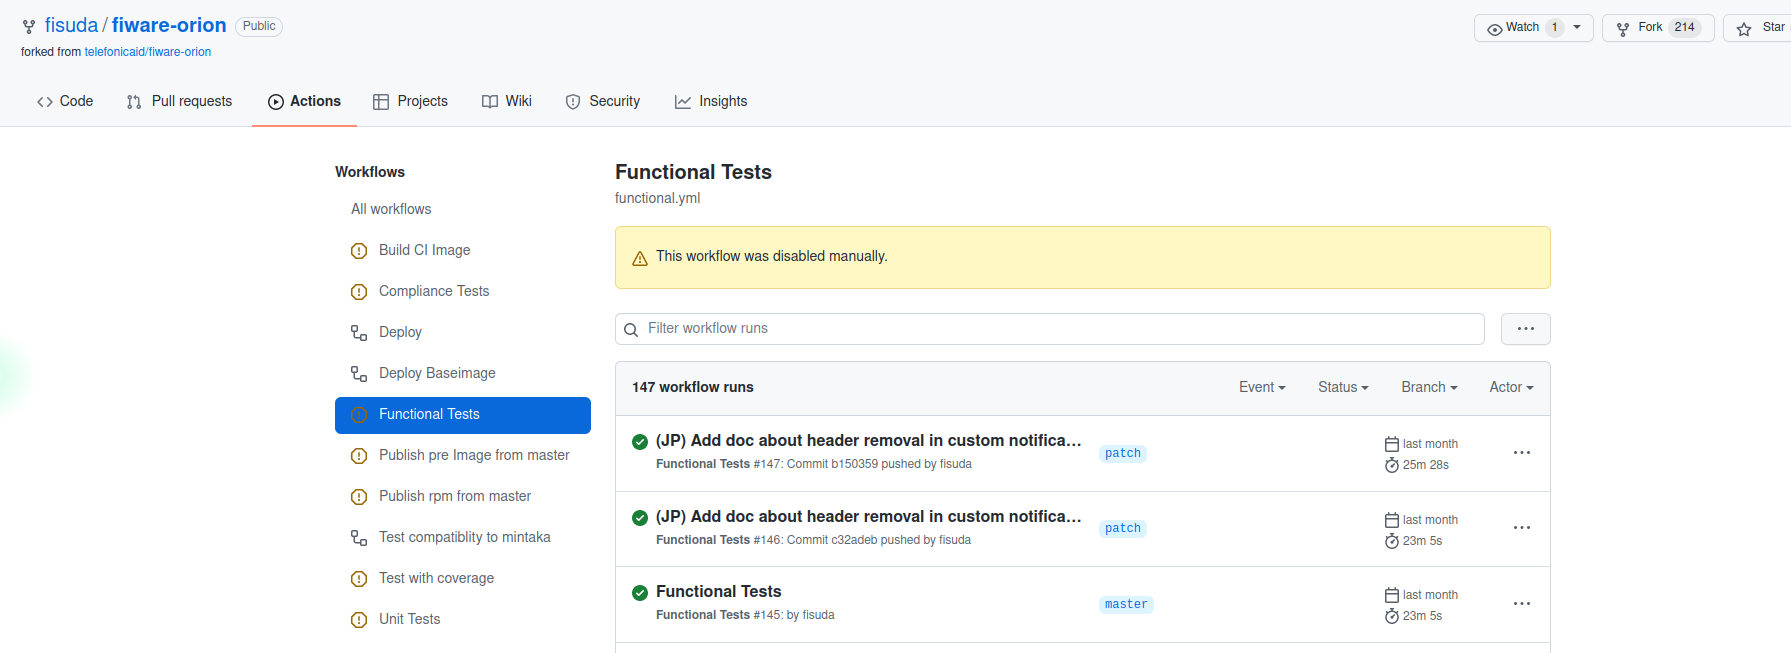 fisuda / fiware-orion Public
Watch 1 Fork 214 Star
forked from telefonicaid/fiware-orion
Code Pull requests Actions Projects Wiki Security Insights
Workflows
All workflows
Build CI Image
Compliance Tests
Deploy
Deploy Baseimage
Functional Tests
Publish pre Image from master
Publish rpm from master
Test compatiblity to mintaka
Test with coverage
Unit Tests
Functional Tests
functional.yml
This workflow was disabled manually.
Filter workflow runs
147 workflow runs Event Status Branch Actor
(JP) Add doc about header removal in custom notifica...
Functional Tests #147: Commit b150359 pushed by fisuda
patch
last month
25m 28s
(JP) Add doc about header removal in custom notifica...
Functional Tests #146: Commit c32adeb pushed by fisuda
patch
last month
23m 5s
Functional Tests
Functional Tests #145: by fisuda
master
last month
23m 5s